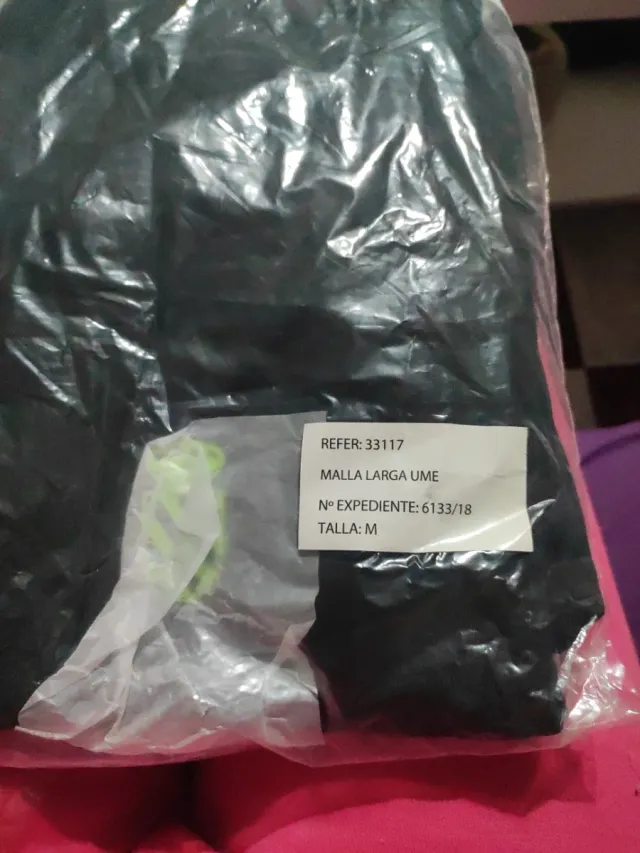 REFER: 33117
MALLA LARGA UME
Nº EXPEDIENTE: 6133/18
TALLA: M